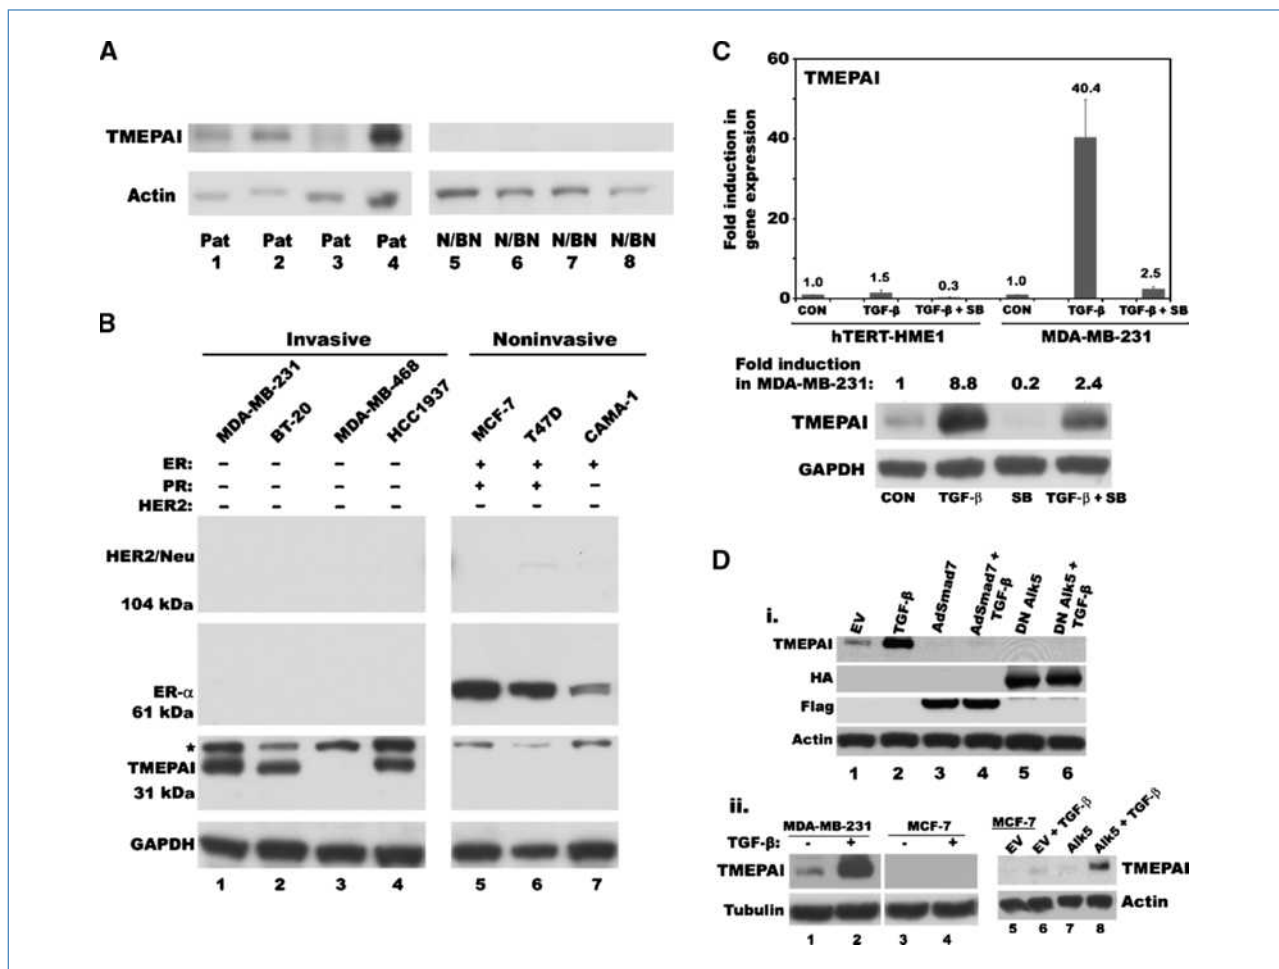 A
TMEPAI
Actin
Pat Pat Pat Pat N/BN N/BN N/BN N/BN
1 2 3 4 5 6 7 8
B
Invasive Noninvasive
MDA-MB-231 BT-20 MDA-MB-468 HCC1937 MCF-7 T47D CAMA-1
ER: – – – – + + +
PR: – – – – + + –
HER2: – – – – – – –
HER2/Neu
104 kDa
ER-α
61 kDa
*
TMEPAI
31 kDa
GAPDH
1 2 3 4 5 6 7
C
Fold induction in
gene expression
60
40
20
0
TMEPAI
1.0 1.5 0.3 1.0 40.4 2.5
CON TGF-β TGF-β + SB CON TGF-β TGF-β + SB
hTERT-HME1 MDA-MB-231
Fold induction
in MDA-MB-231: 1 8.8 0.2 2.4
TMEPAI
GAPDH
CON TGF-β SB TGF-β + SB
D
i.
EV TGF-β AdSmad7 AdSmad7 + TGF-β DN Alk5 DN Alk5 + TGF-β
TMEPAI
HA
Flag
Actin
1 2 3 4 5 6
ii.
MDA-MB-231 MCF-7 MCF-7
TGF-β: - + - + EV EV + TGF-β Alk5 Alk5 + TGF-β
TMEPAI TMEPAI
Tubulin Actin
1 2 3 4 5 6 7 8